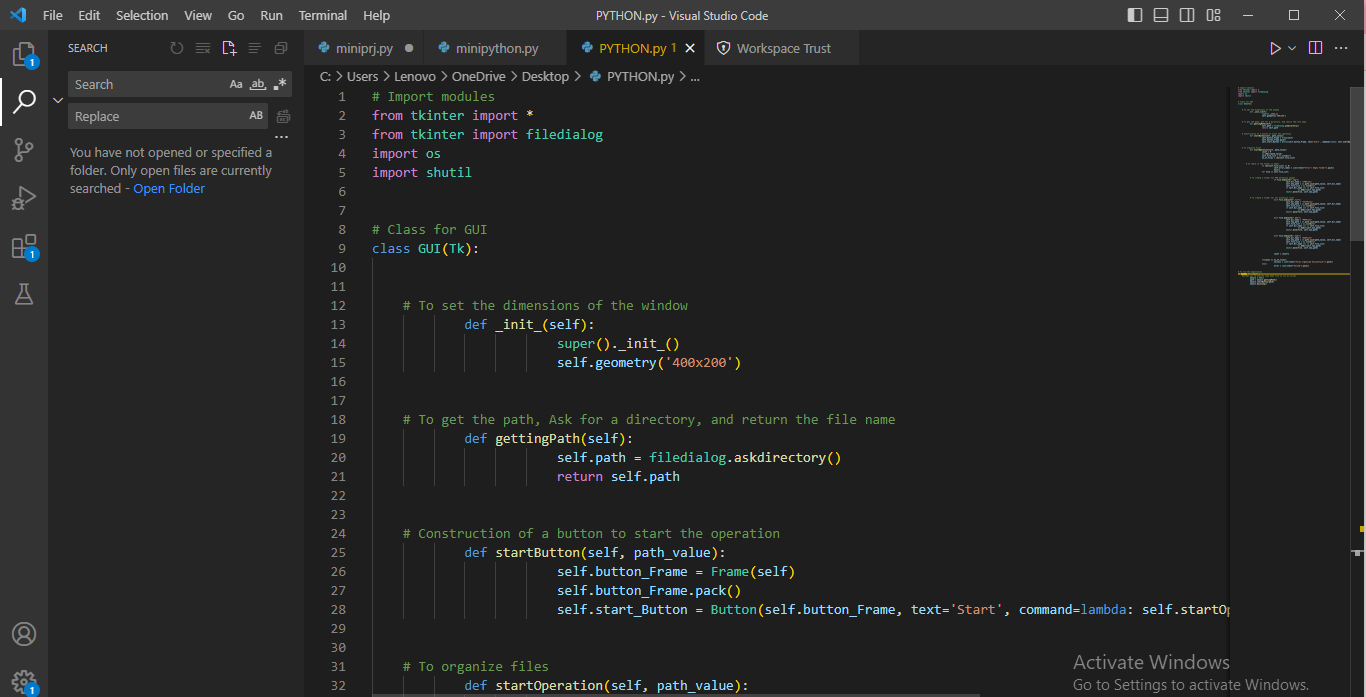 File Edit Selection View Go Run Terminal Help PYTHON.py - Visual Studio Code
SEARCH
Search Aa ab .*
Replace AB
You have not opened or specified a
folder. Only open files are currently
searched - Open Folder
1
1
1
miniprj.py minipython.py PYTHON.py 1 Workspace Trust
C: > Users > Lenovo > OneDrive > Desktop > PYTHON.py > ...
1 # Import modules
2 from tkinter import *
3 from tkinter import filedialog
4 import os
5 import shutil
6
7
8 # Class for GUI
9 class GUI(Tk):
10
11
12 # To set the dimensions of the window
13 def _init_(self):
14 super()._init_()
15 self.geometry('400x200')
16
17
18 # To get the path, Ask for a directory, and return the file name
19 def gettingPath(self):
20 self.path = filedialog.askdirectory()
21 return self.path
22
23
24 # Construction of a button to start the operation
25 def startButton(self, path_value):
26 self.button_Frame = Frame(self)
27 self.button_Frame.pack()
28 self.start_Button = Button(self.button_Frame, text='Start', command=lambda: self.startOp
29
30
31 # To organize files
32 def startOperation(self, path_value):
Activate Windows
Go to Settings to activate Windows.